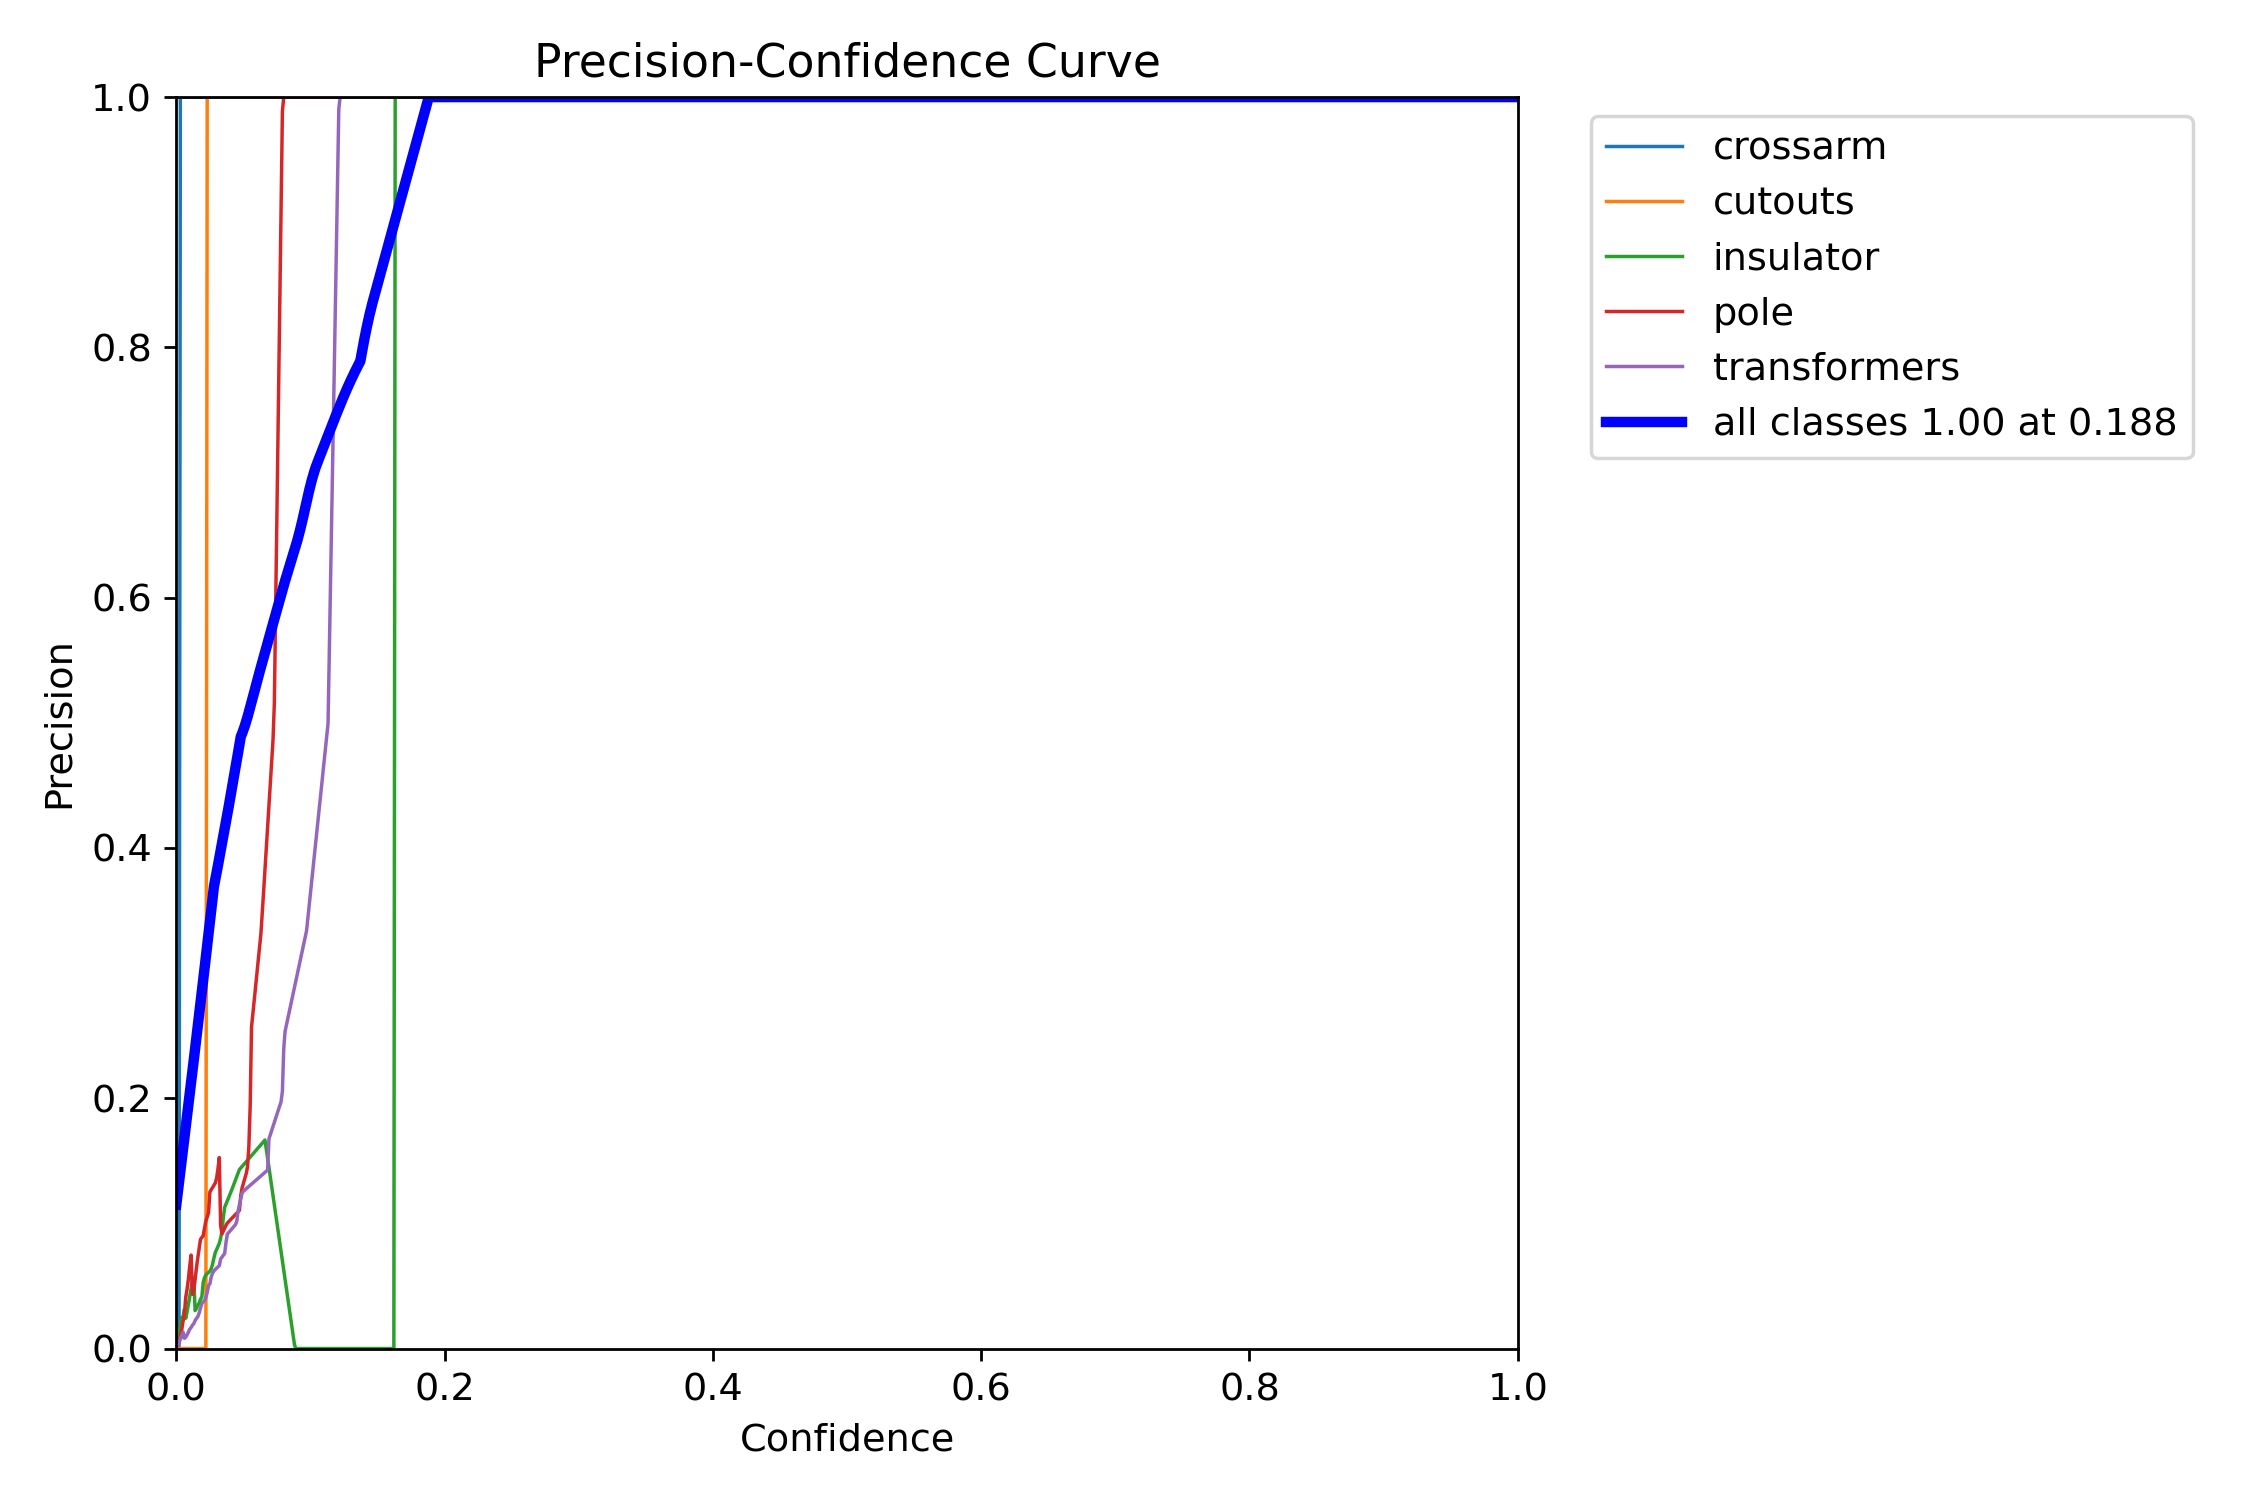 Precision-Confidence Curve
1.0
0.8
0.6
0.4
0.2
0.0
Precision
0.0 0.2 0.4 0.6 0.8 1.0
Confidence
crossarm
cutouts
insulator
pole
transformers
all classes 1.00 at 0.188